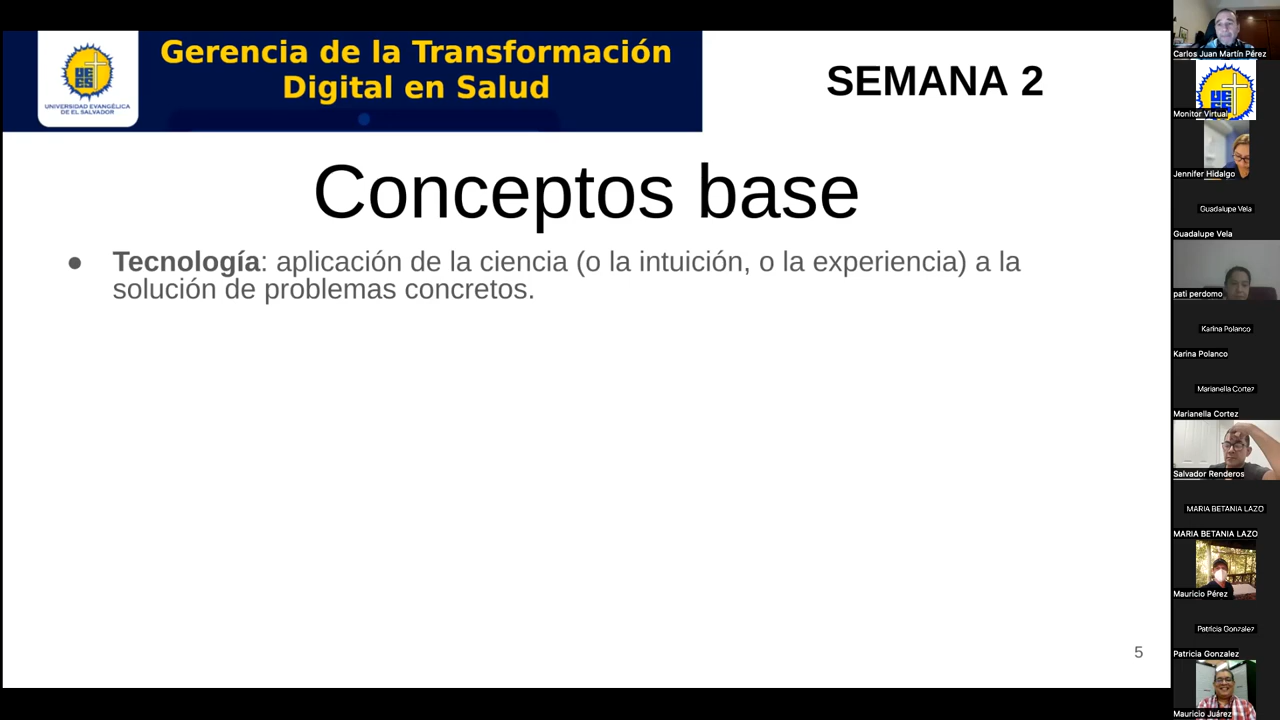 Gerencia de la Transformación
Digital en Salud
UNIVERSIDAD EVANGÉLICA
DE EL SALVADOR
SEMANA 2
Conceptos base
● Tecnología: aplicación de la ciencia (o la intuición, o la experiencia) a la
solución de problemas concretos.
5
Carlos Juan Martín Pérez
UEES
Monitor Virtual
Jennifer Hidalgo
Guadalupe Vela
Guadalupe Vela
pati perdomo
Karina Polanco
Karina Polanco
Marianella Cortez
Marianella Cortez
Salvador Renderos
MARIA BETANIA LAZO
MARIA BETANIA LAZO
Mauricio Pérez
Patricia Gonzalez
Patricia Gonzalez
Mauricio Juárez